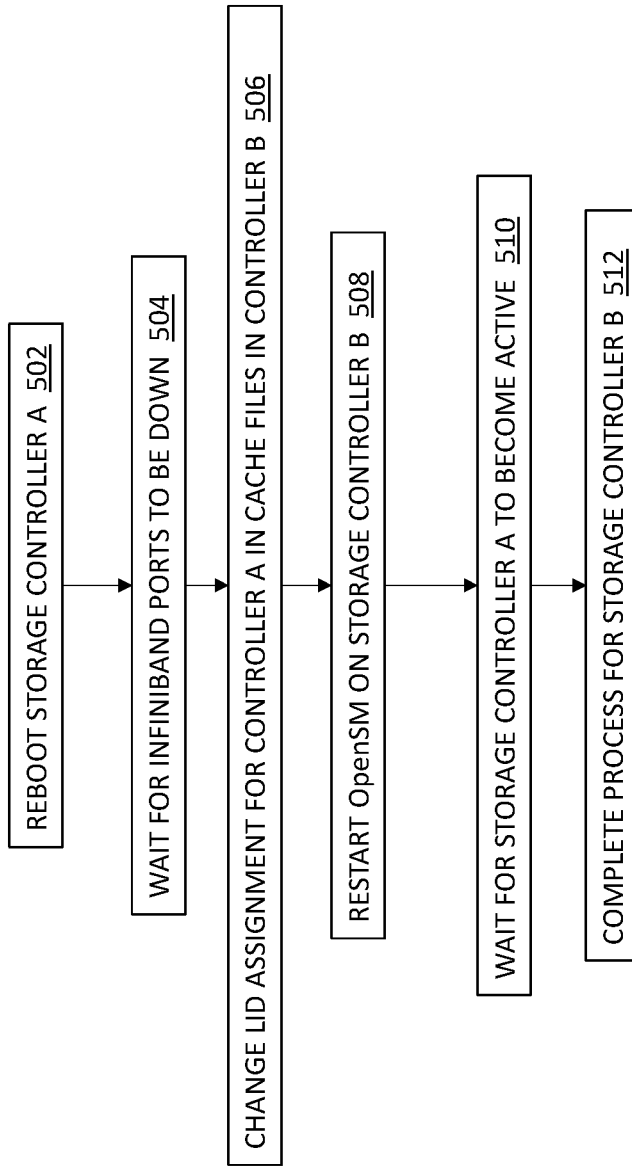 REBOOT STORAGE CONTROLLER A 502
WAIT FOR INFINIBAND PORTS TO BE DOWN 504
CHANGE LID ASSIGNMENT FOR CONTROLLER A IN CACHE FILES IN CONTROLLER B 506
RESTART OpenSM ON STORAGE CONTROLLER B 508
WAIT FOR STORAGE CONTROLLER A TO BECOME ACTIVE 510
COMPLETE PROCESS FOR STORAGE CONTROLLER B 512